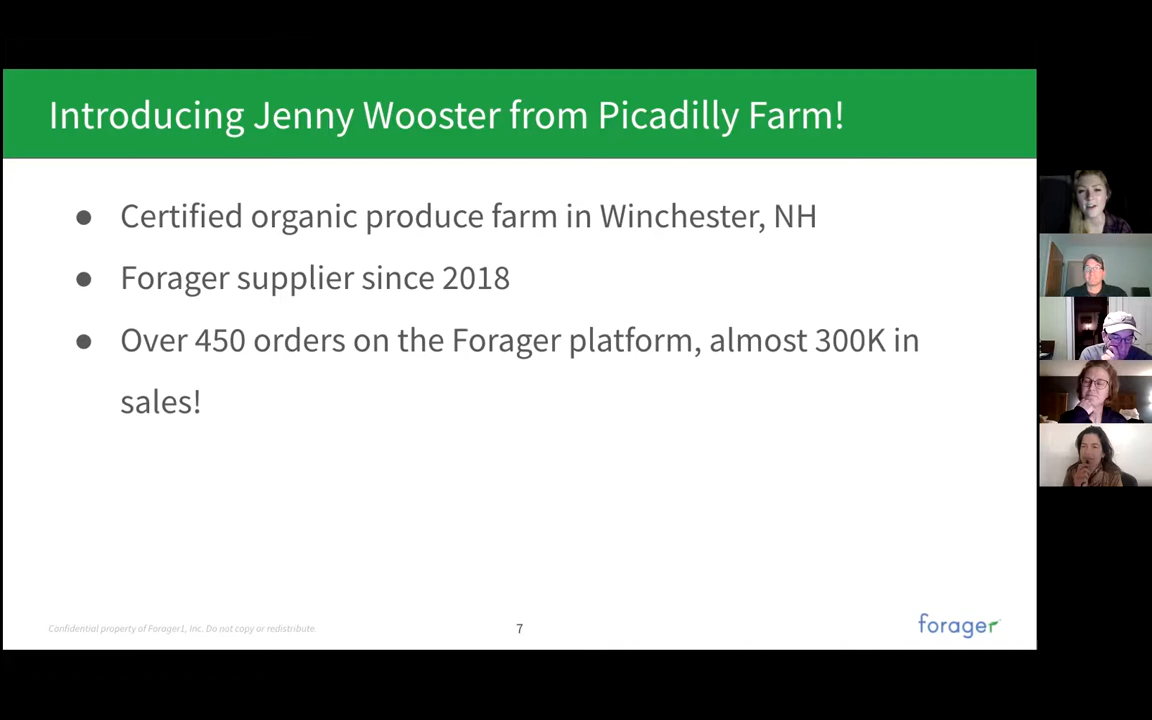 Introducing Jenny Wooster from Picadilly Farm!
● Certified organic produce farm in Winchester, NH
● Forager supplier since 2018
● Over 450 orders on the Forager platform, almost 300K in
sales!
Confidential property of Forager1, Inc. Do not copy or redistribute.
7
forager